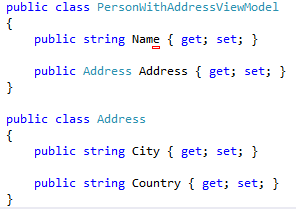 public class PersonWithAddressViewModel
{
    public string Name { get; set; }
    public Address Address { get; set; }
}
public class Address
{
    public string City { get; set; }
    public string Country { get; set; }
}